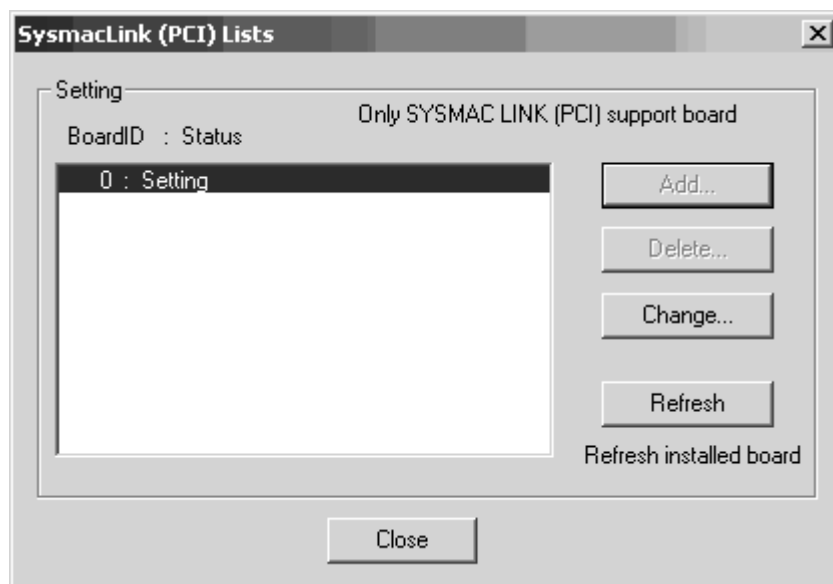 SysmacLink (PCI) Lists
Setting
Only SYSMAC LINK (PCI) support board
BoardID : Status
0 : Setting
Add...
Delete...
Change...
Refresh
Refresh installed board
Close